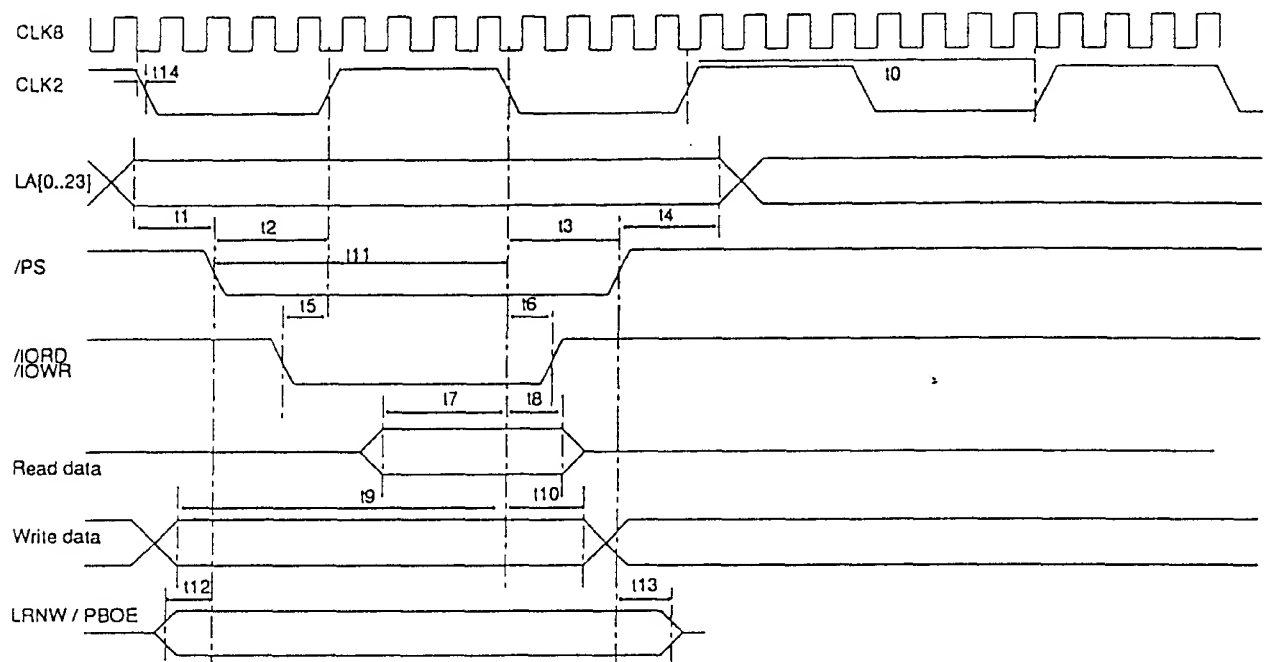 CLK8
t14
CLK2
t0
LA[0..23]
t1
t2
t3
t4
/PS
t11
t5
t6
/IORD
/IOWR
t7
t8
Read data
t9
t10
Write data
t12
t13
LRNW / PBOE